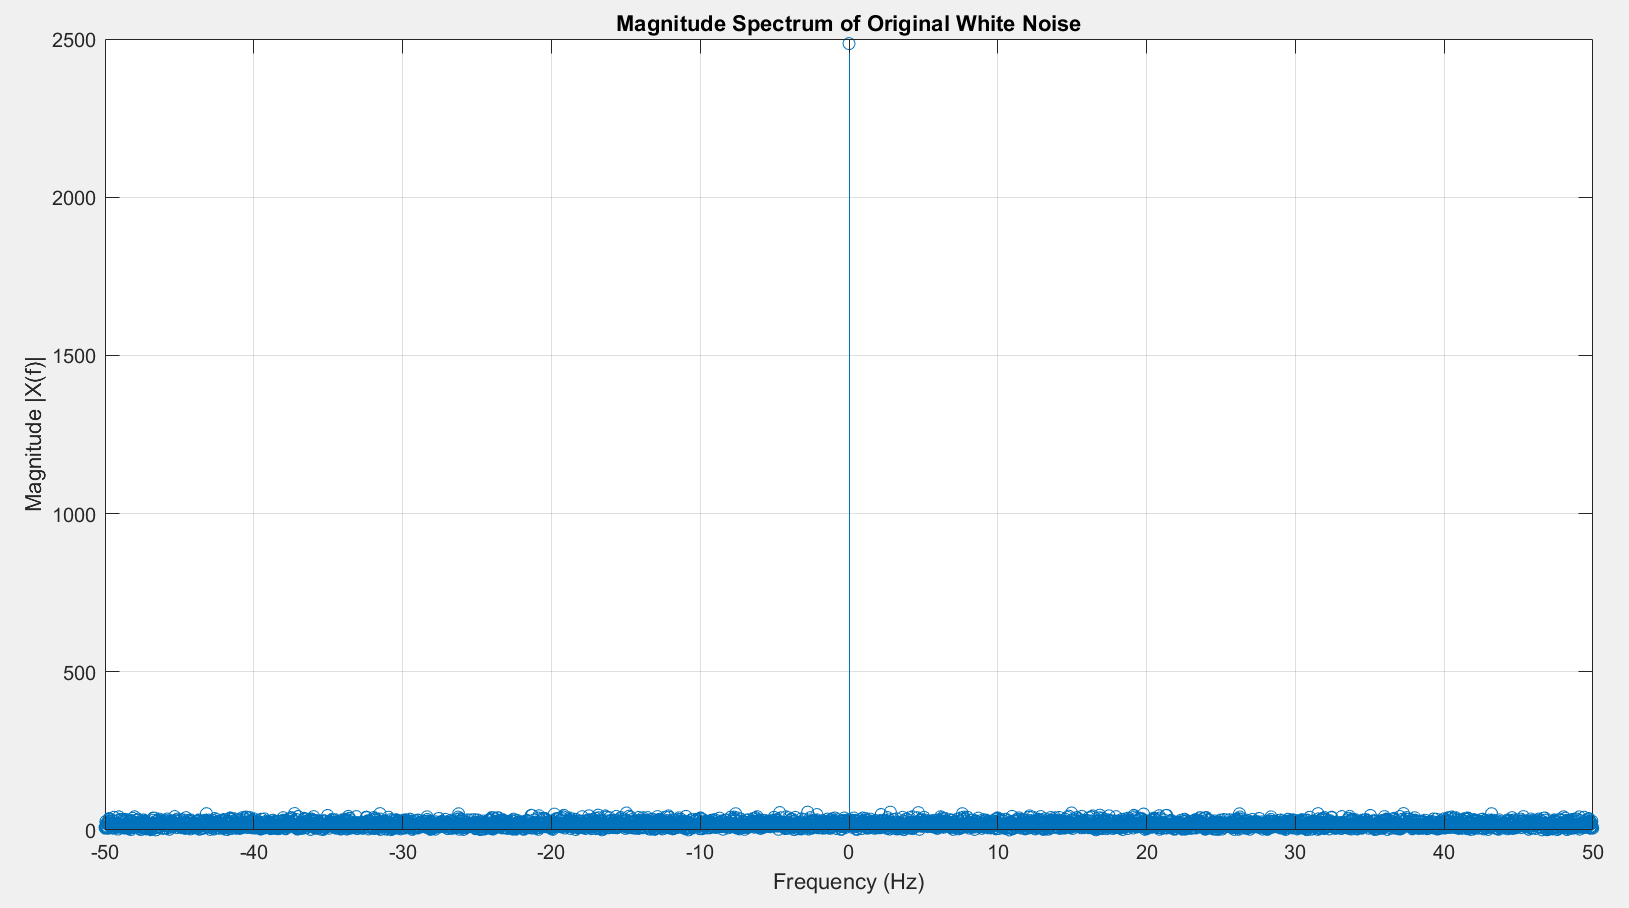 Magnitude Spectrum of Original White Noise
2500
2000
1500
1000
500
0
Magnitude |X(f)|
-50 -40 -30 -20 -10 0 10 20 30 40 50
Frequency (Hz)